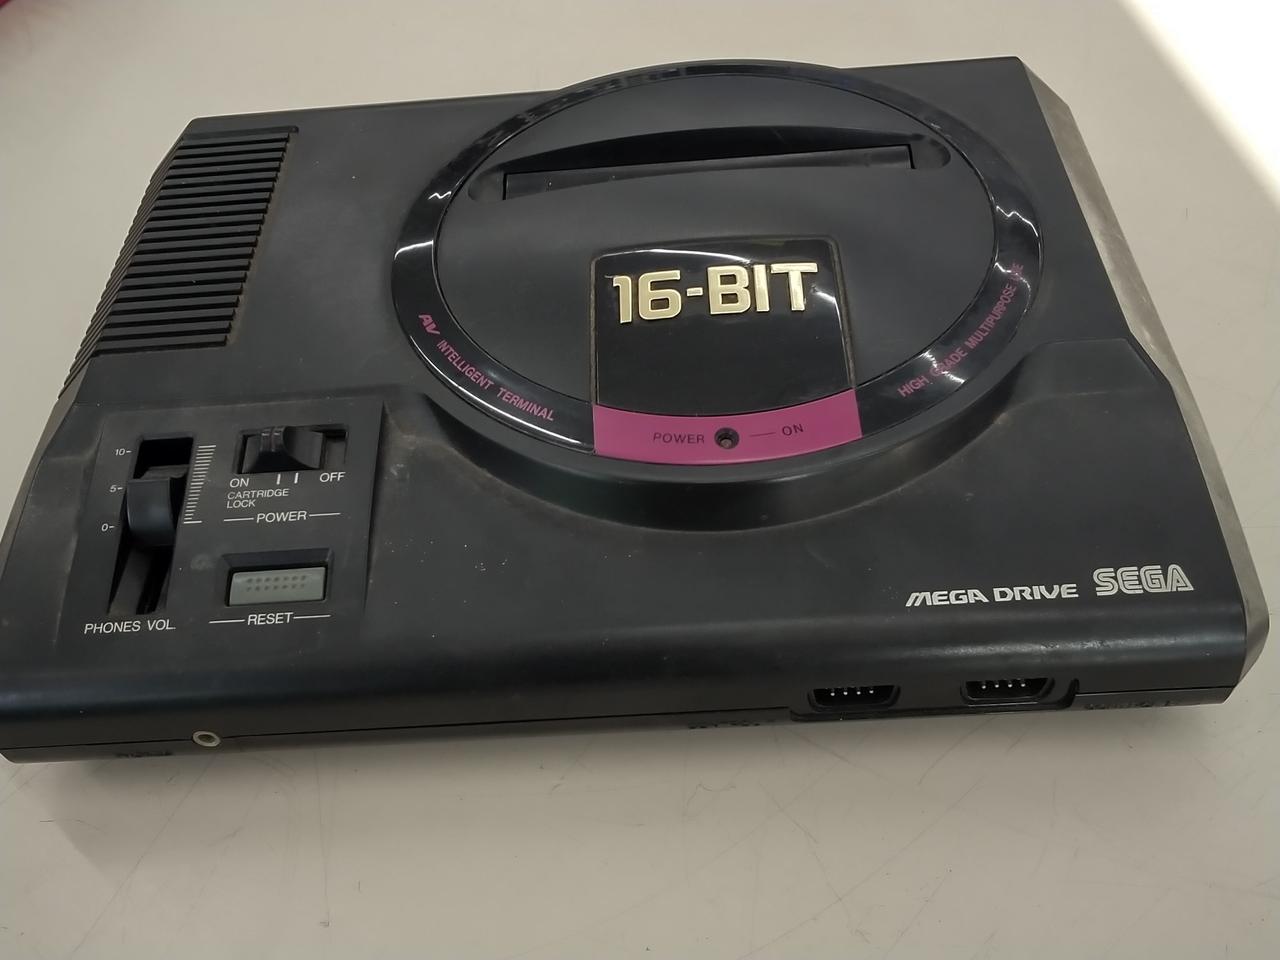 16-BIT
AV INTELLIGENT TERMINAL
HIGH GRADE MULTIPURPOSE USE
POWER ON
10
5
0
ON OFF
CARTRIDGE
LOCK
POWER
RESET
PHONES VOL.
MEGA DRIVE SEGA